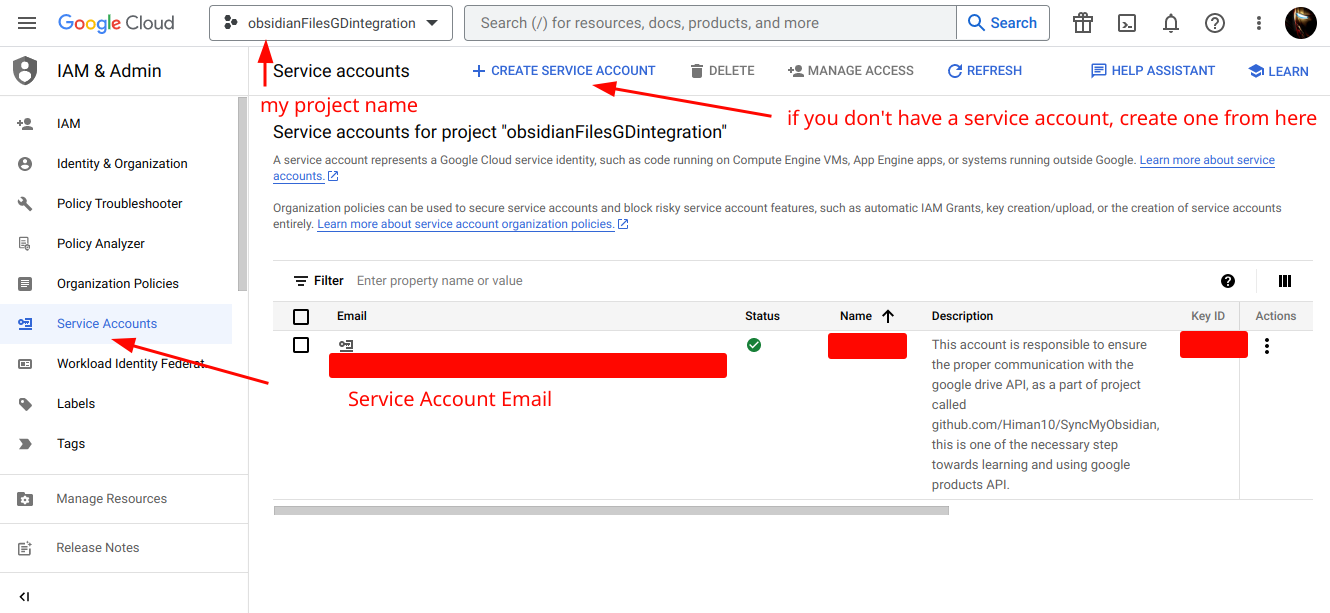 Google Cloud
obsidianFilesGDintegration
Search (/) for resources, docs, products, and more
Search
IAM & Admin
Service accounts
CREATE SERVICE ACCOUNT
DELETE
MANAGE ACCESS
REFRESH
HELP ASSISTANT
LEARN
my project name
if you don't have a service account, create one from here
IAM
Identity & Organization
Policy Troubleshooter
Policy Analyzer
Organization Policies
Service Accounts
Workload Identity Federat
Labels
Tags
Manage Resources
Release Notes
Service accounts for project "obsidianFilesGDintegration"
A service account represents a Google Cloud service identity, such as code running on Compute Engine VMs, App Engine apps, or systems running outside Google. Learn more about service
accounts.
Organization policies can be used to secure service accounts and block risky service account features, such as automatic IAM Grants, key creation/upload, or the creation of service accounts
entirely. Learn more about service account organization policies.
Filter Enter property name or value
Email Status Name Description Key ID Actions
This account is responsible to ensure
the proper communication with the
google drive API, as a part of project
called
github.com/Himan10/SyncMyObsidian,
this is one of the necessary step
towards learning and using google
products API.
Service Account Email